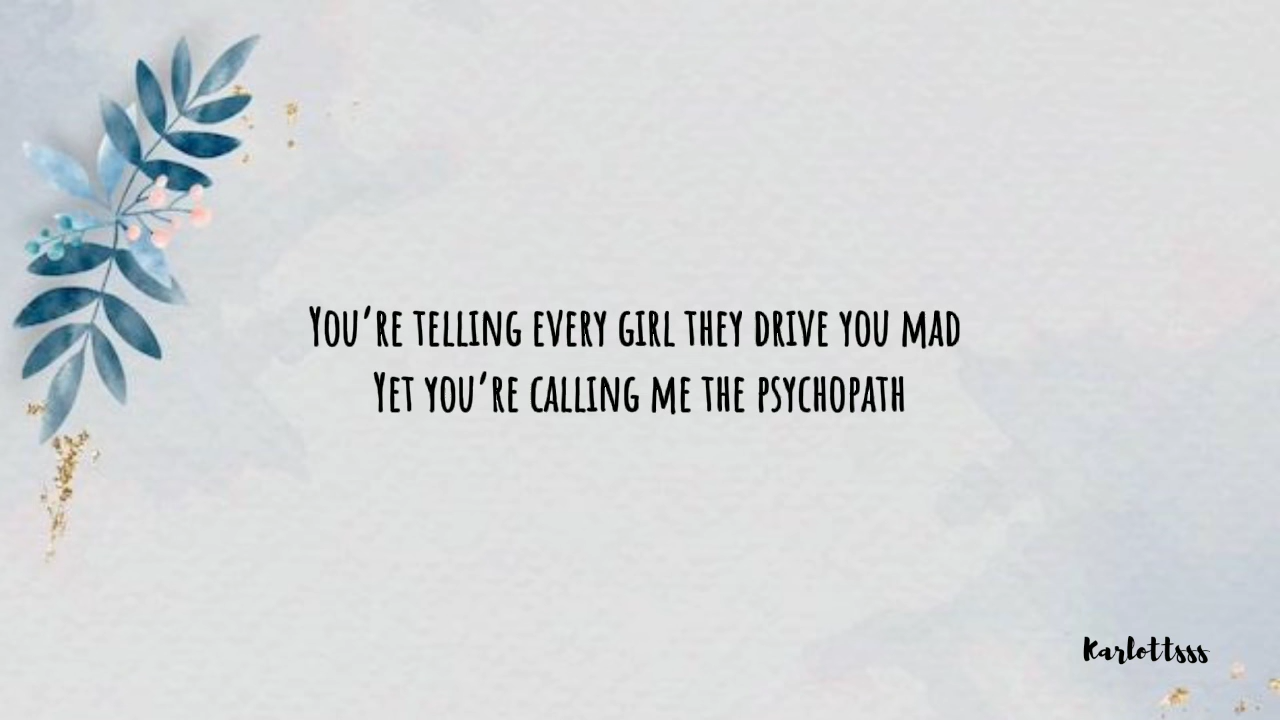 You’re telling every girl they drive you mad
Yet you’re calling me the psychopath
Karlottsss